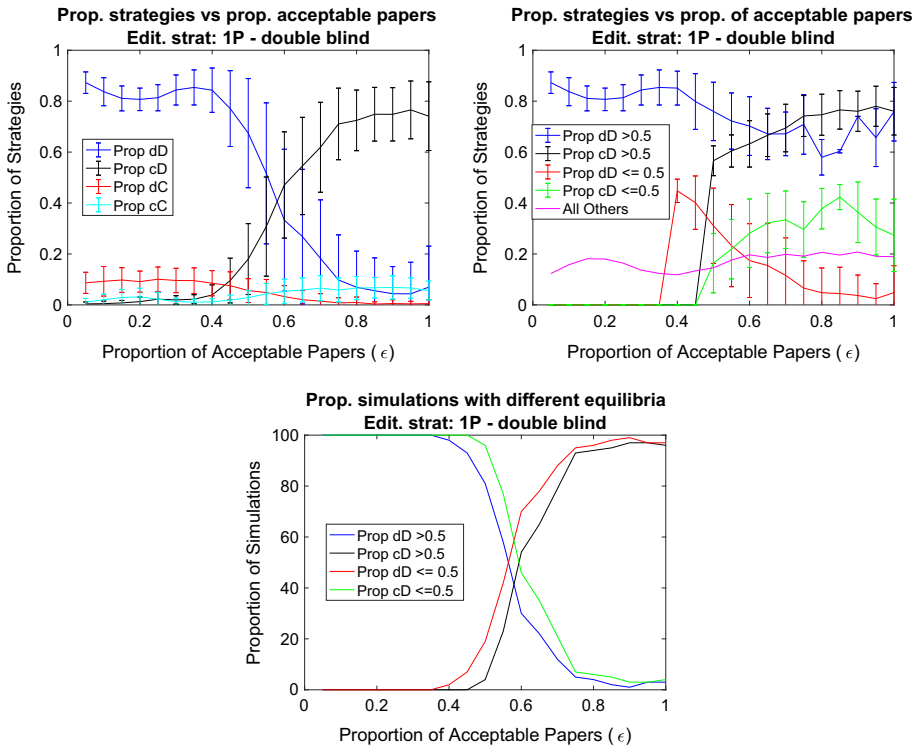 Prop. strategies vs prop. acceptable papers
Edit. strat: 1P - double blind
Proportion of Strategies
1
0.8
0.6
0.4
0.2
0
Prop dD
Prop cD
Prop dC
Prop cC
0 0.2 0.4 0.6 0.8 1
Proportion of Acceptable Papers ( ϵ )
Prop. strategies vs prop. of acceptable papers
Edit. strat: 1P - double blind
Proportion of Strategies
1
0.8
0.6
0.4
0.2
0
Prop dD >0.5
Prop cD >0.5
Prop dD <= 0.5
Prop cD <=0.5
All Others
0 0.2 0.4 0.6 0.8 1
Proportion of Acceptable Papers ( ϵ )
Prop. simulations with different equilibria
Edit. strat: 1P - double blind
Proportion of Simulations
100
80
60
40
20
0
Prop dD >0.5
Prop cD >0.5
Prop dD <= 0.5
Prop cD <=0.5
0 0.2 0.4 0.6 0.8 1
Proportion of Acceptable Papers ( ϵ )